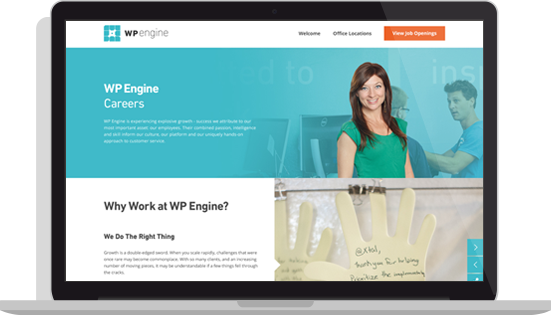 WP engine
Welcome
Office Locations
View Job Openings
WP Engine
Careers
WP Engine is experiencing explosive growth - success we attribute to our
most important asset: our employees. Their combined passion, intelligence
and skill inform our culture, our platform and our uniquely hands-on
approach to customer service.
Why Work at WP Engine?
We Do The Right Thing
Growth is a double-edged sword. When you scale rapidly, challenges that were
once rare may become commonplace. With so many clients, and an increasing
number of moving pieces, it may be understandable if a few things fell through
the cracks.
thank you for helping
Prioritize the